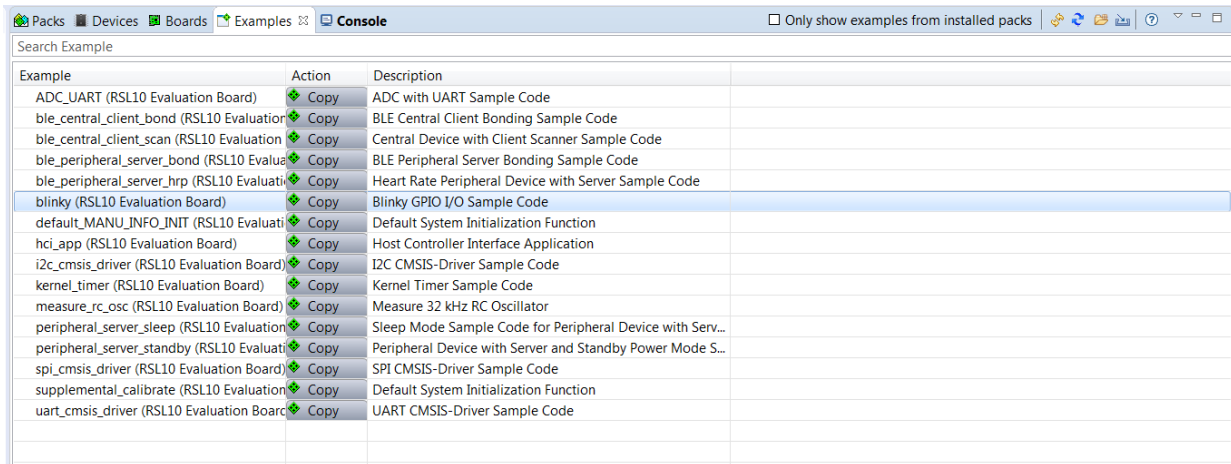 Packs Devices Boards Examples Console Only show examples from installed packs
Search Example
Example Action Description
ADC_UART (RSL10 Evaluation Board) Copy ADC with UART Sample Code
ble_central_client_bond (RSL10 Evaluation Copy BLE Central Client Bonding Sample Code
ble_central_client_scan (RSL10 Evaluation Copy Central Device with Client Scanner Sample Code
ble_peripheral_server_bond (RSL10 Evalua Copy BLE Peripheral Server Bonding Sample Code
ble_peripheral_server_hrp (RSL10 Evaluati Copy Heart Rate Peripheral Device with Server Sample Code
blinky (RSL10 Evaluation Board) Copy Blinky GPIO I/O Sample Code
default_MANU_INFO_INIT (RSL10 Evaluati Copy Default System Initialization Function
hci_app (RSL10 Evaluation Board) Copy Host Controller Interface Application
i2c_cmsis_driver (RSL10 Evaluation Board) Copy I2C CMSIS-Driver Sample Code
kernel_timer (RSL10 Evaluation Board) Copy Kernel Timer Sample Code
measure_rc_osc (RSL10 Evaluation Board) Copy Measure 32 kHz RC Oscillator
peripheral_server_sleep (RSL10 Evaluation Copy Sleep Mode Sample Code for Peripheral Device with Serv...
peripheral_server_standby (RSL10 Evaluati Copy Peripheral Device with Server and Standby Power Mode S...
spi_cmsis_driver (RSL10 Evaluation Board) Copy SPI CMSIS-Driver Sample Code
supplemental_calibrate (RSL10 Evaluation Copy Default System Initialization Function
uart_cmsis_driver (RSL10 Evaluation Board Copy UART CMSIS-Driver Sample Code